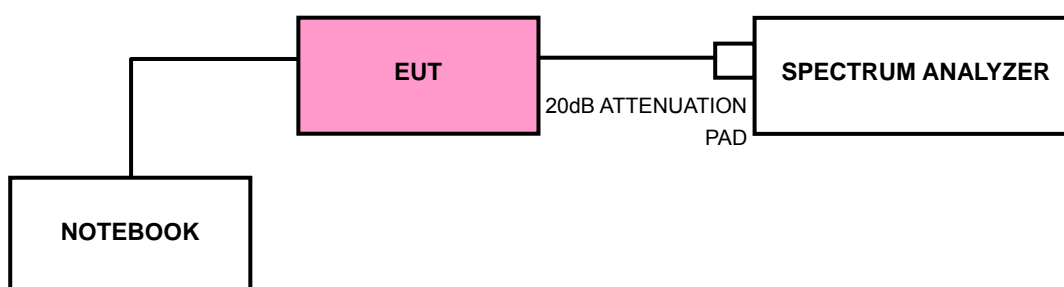 EUT
SPECTRUM ANALYZER
20dB ATTENUATION
PAD
NOTEBOOK